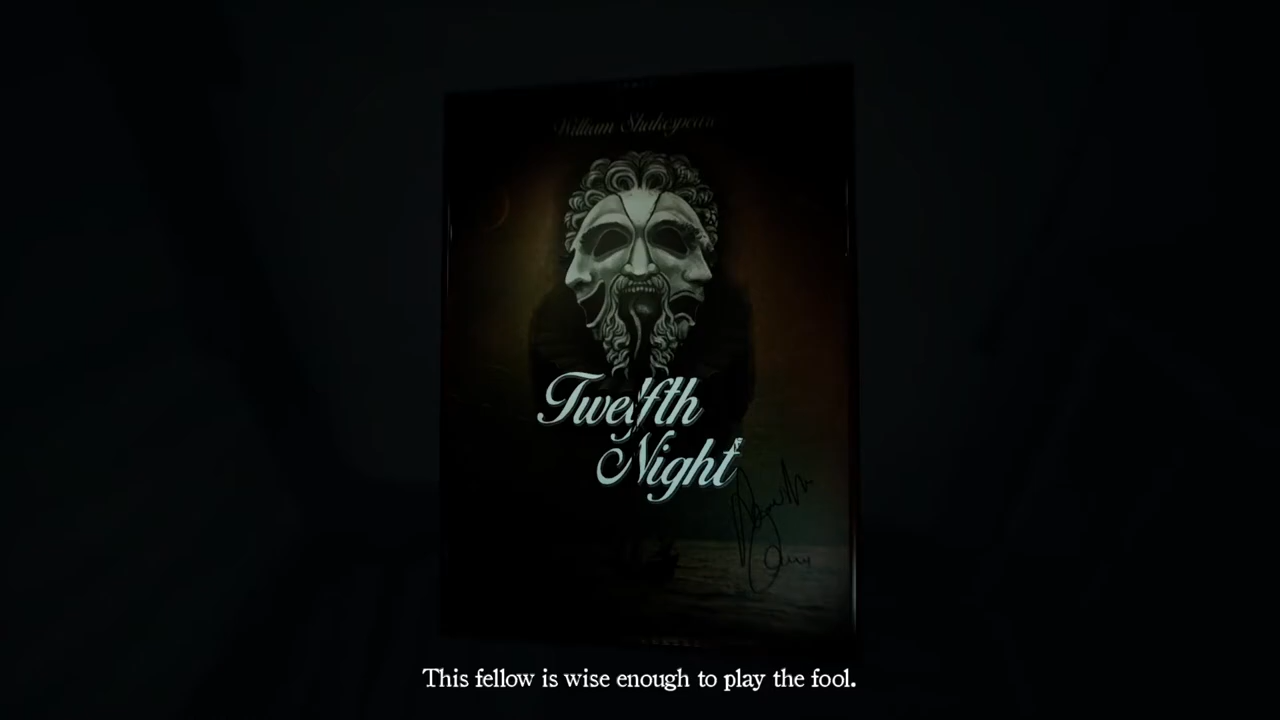 William Shakespeare
Twelfth
Night
This fellow is wise enough to play the fool.